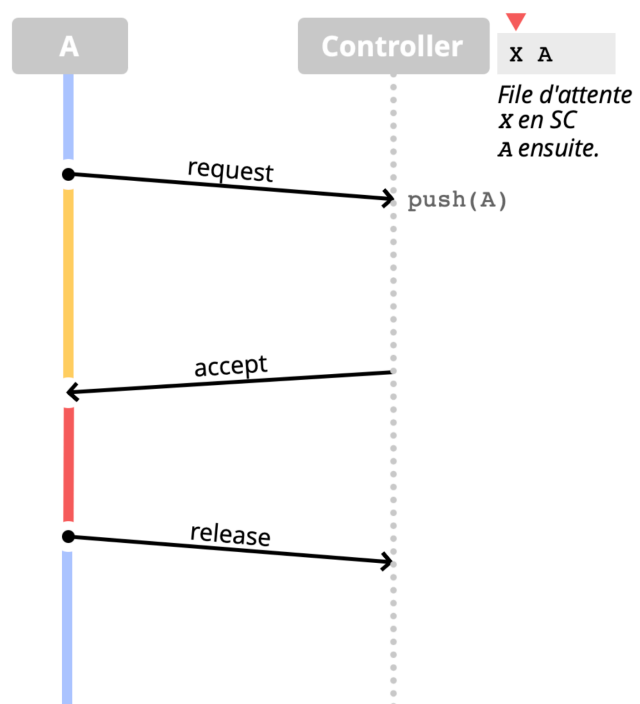 A
Controller
X A
File d'attente
X en SC
A ensuite.
request
push(A)
accept
release